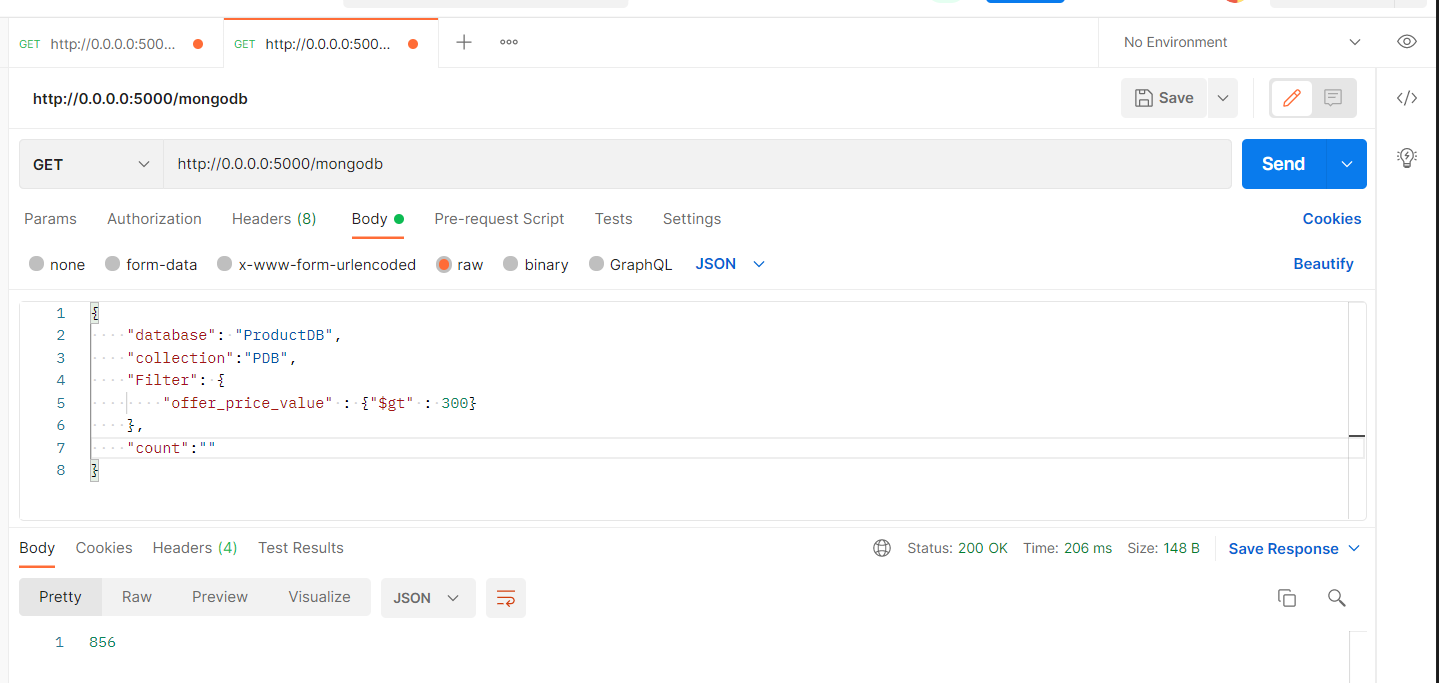 GET http://0.0.0.0:500... GET http://0.0.0.0:500... No Environment
http://0.0.0.0:5000/mongodb Save
GET http://0.0.0.0:5000/mongodb Send
Params Authorization Headers (8) Body Pre-request Script Tests Settings Cookies
none form-data x-www-form-urlencoded raw binary GraphQL JSON Beautify
1 {
2 "database": "ProductDB",
3 "collection":"PDB",
4 "Filter": {
5 "offer_price_value" : {"$gt" : 300}
6 },
7 "count":""
8 }
Body Cookies Headers (4) Test Results Status: 200 OK Time: 206 ms Size: 148 B Save Response
Pretty Raw Preview Visualize JSON
1 856